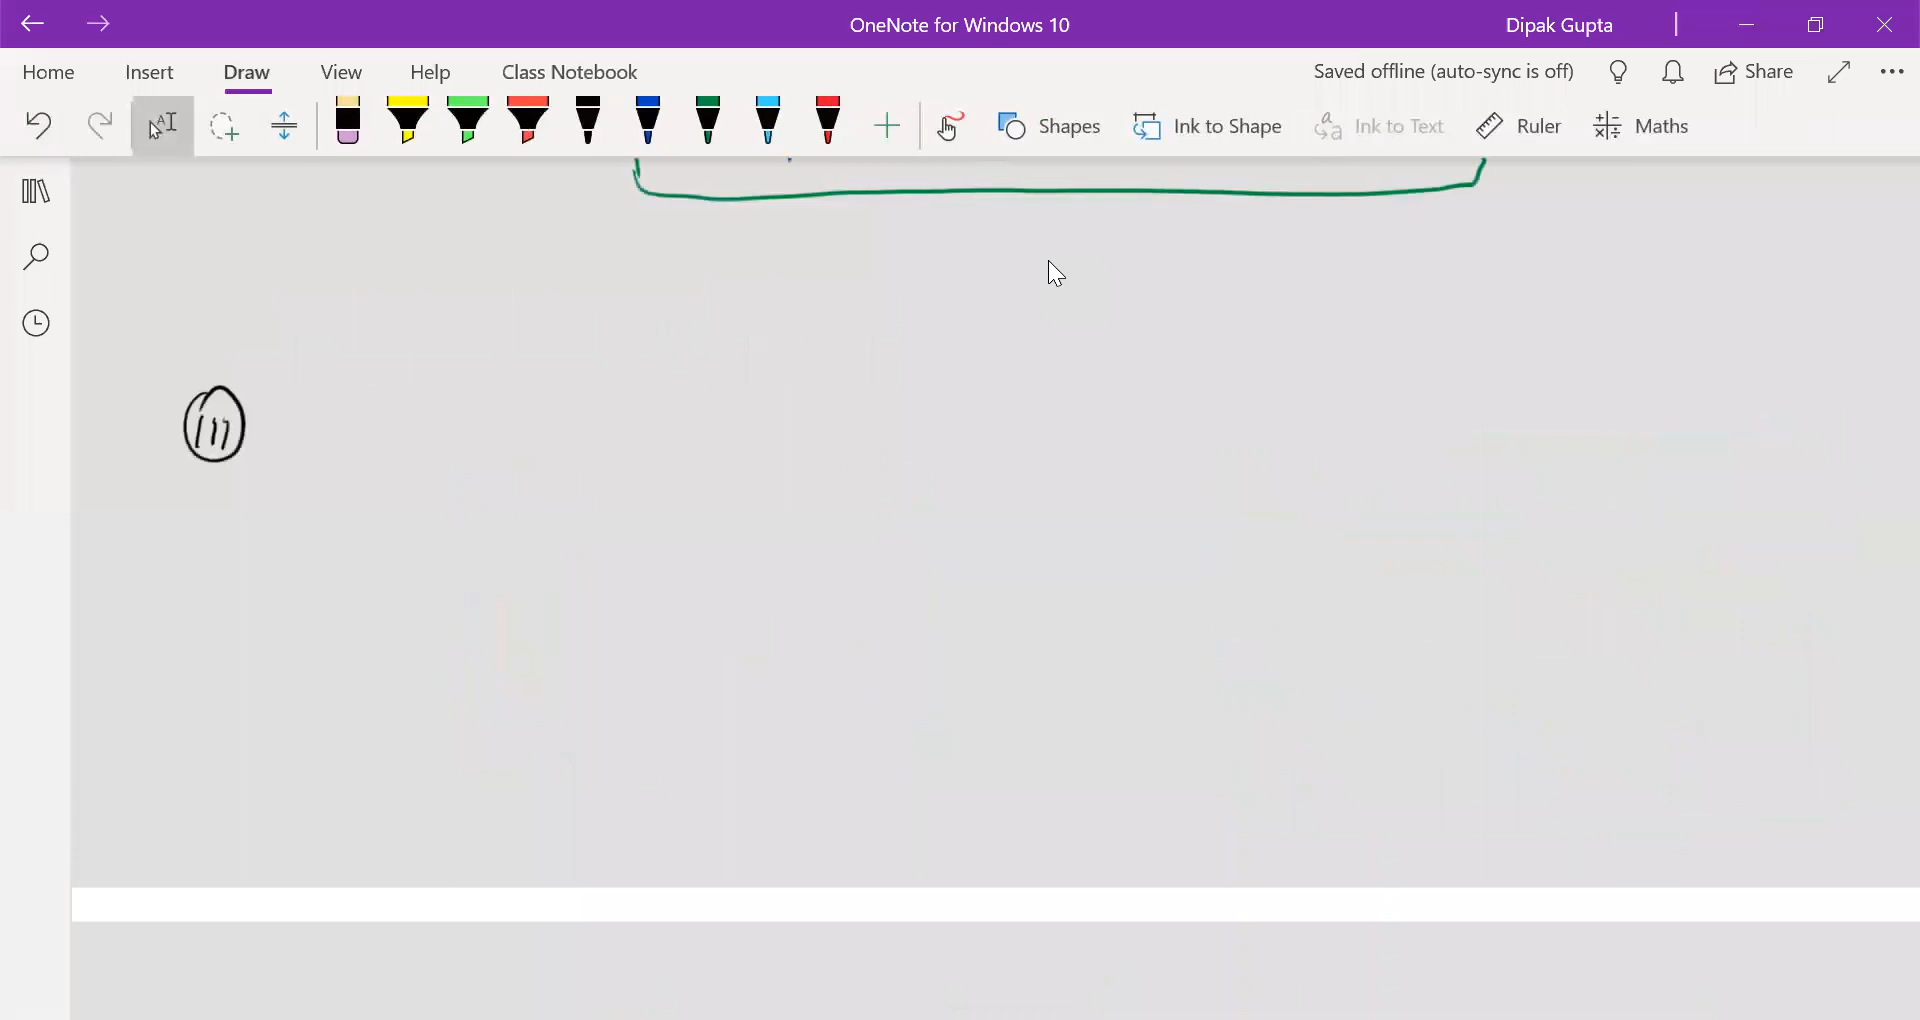 OneNote for Windows 10
Dipak Gupta
Home Insert Draw View Help Class Notebook
Saved offline (auto-sync is off) Share
Shapes Ink to Shape Ink to Text Ruler Maths
(111)